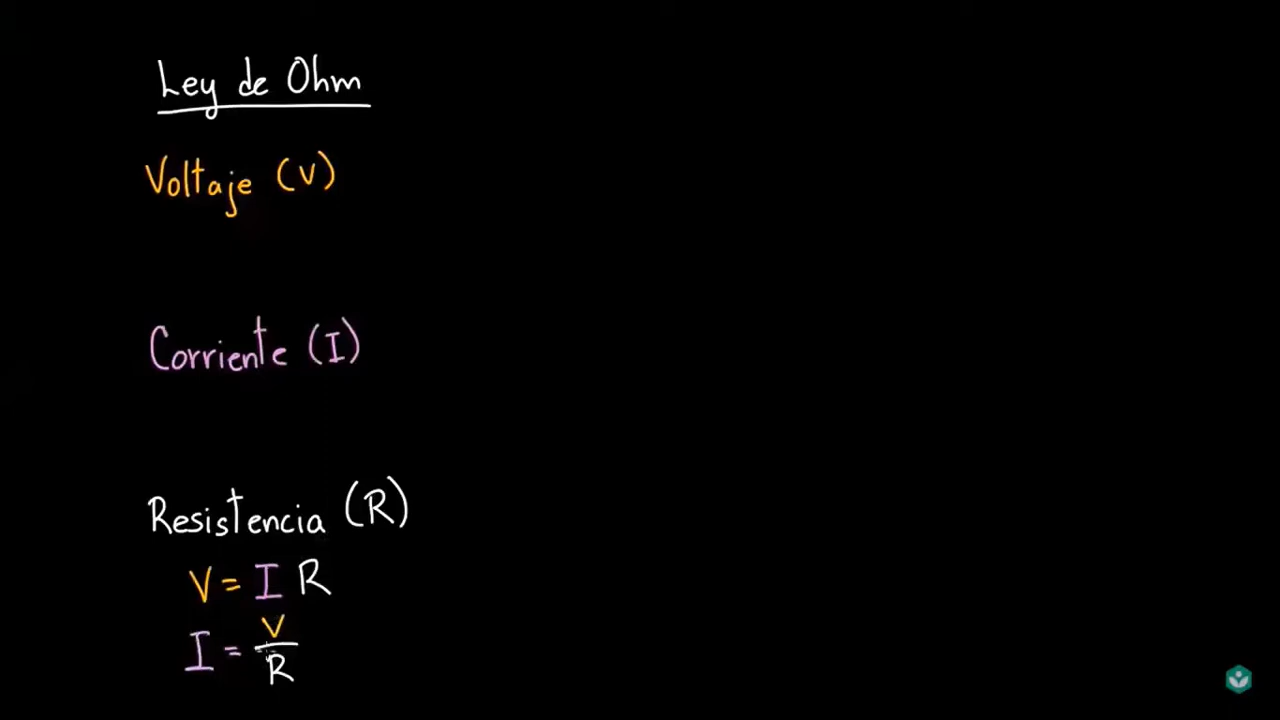 Ley de Ohm
Voltaje (V)
Corriente (I)
Resistencia (R)
V = I R
I = V/R